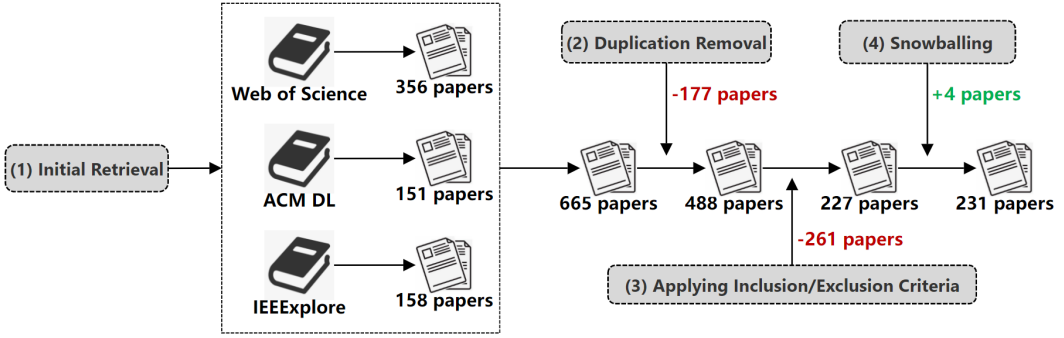 (1) Initial Retrieval
Web of Science
356 papers
ACM DL
151 papers
IEEExplore
158 papers
665 papers
(2) Duplication Removal
-177 papers
488 papers
(3) Applying Inclusion/Exclusion Criteria
-261 papers
227 papers
(4) Snowballing
+4 papers
231 papers